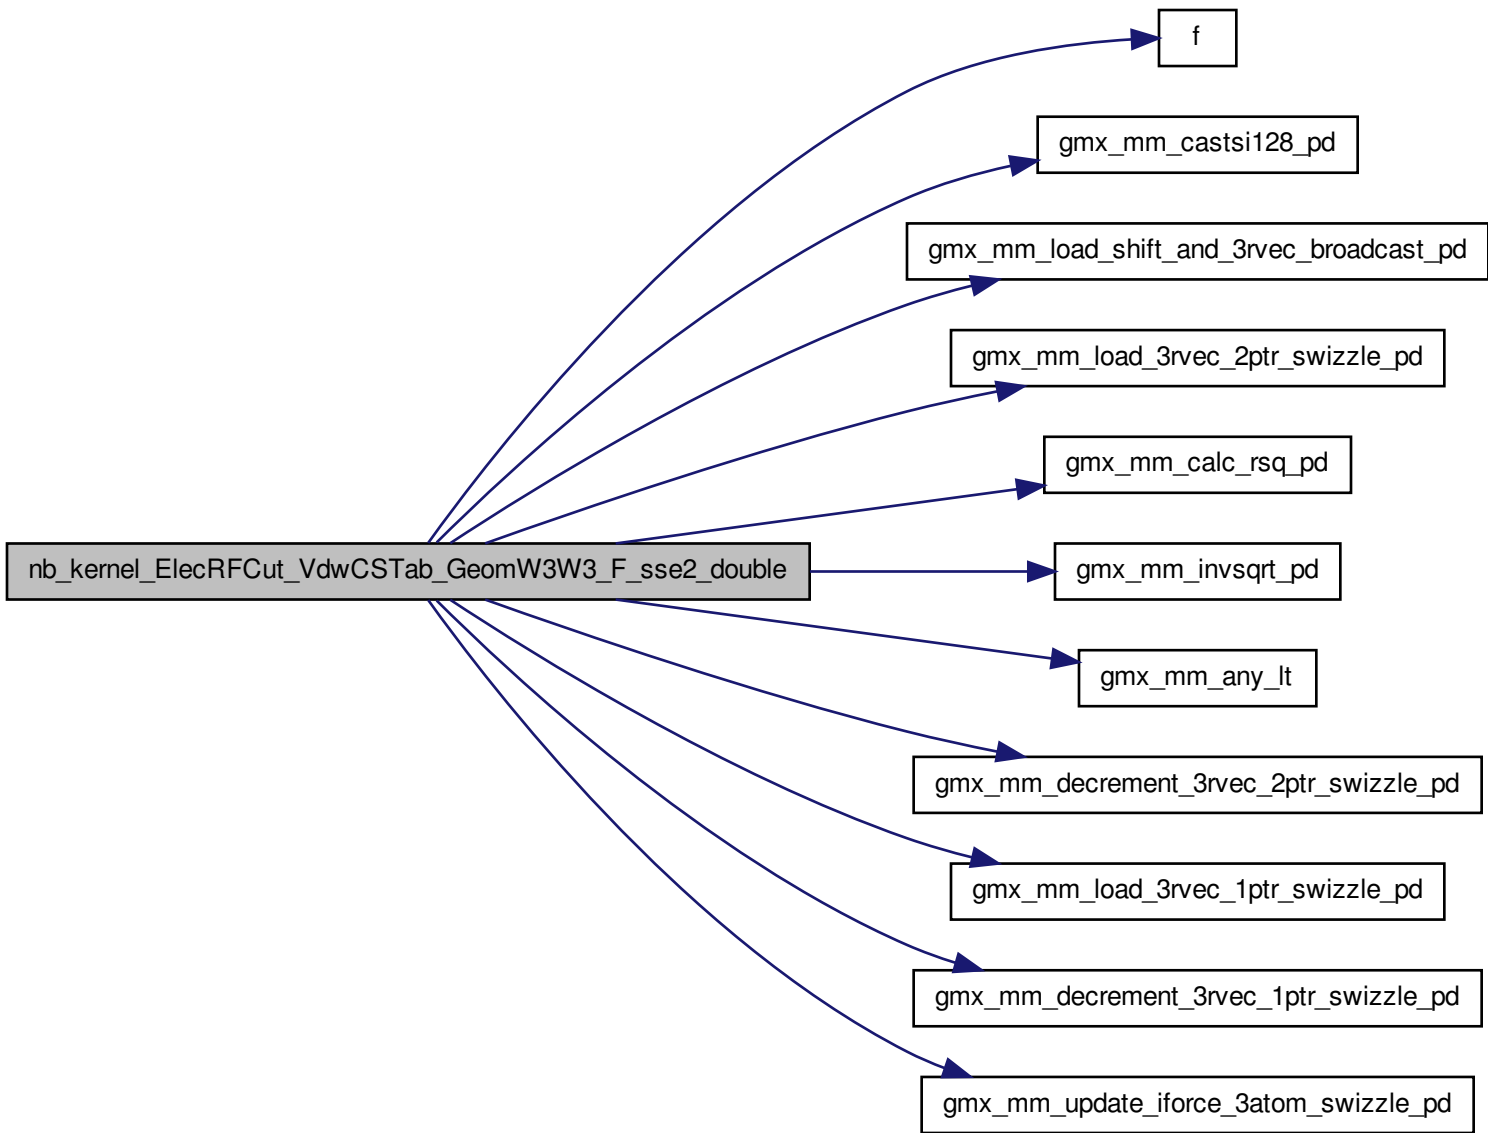 f
gmx_mm_castsi128_pd
gmx_mm_load_shift_and_3rvec_broadcast_pd
gmx_mm_load_3rvec_2ptr_swizzle_pd
gmx_mm_calc_rsq_pd
nb_kernel_ElecRFCut_VdwCSTab_GeomW3W3_F_sse2_double
gmx_mm_invsqrt_pd
gmx_mm_any_lt
gmx_mm_decrement_3rvec_2ptr_swizzle_pd
gmx_mm_load_3rvec_1ptr_swizzle_pd
gmx_mm_decrement_3rvec_1ptr_swizzle_pd
gmx_mm_update_iforce_3atom_swizzle_pd